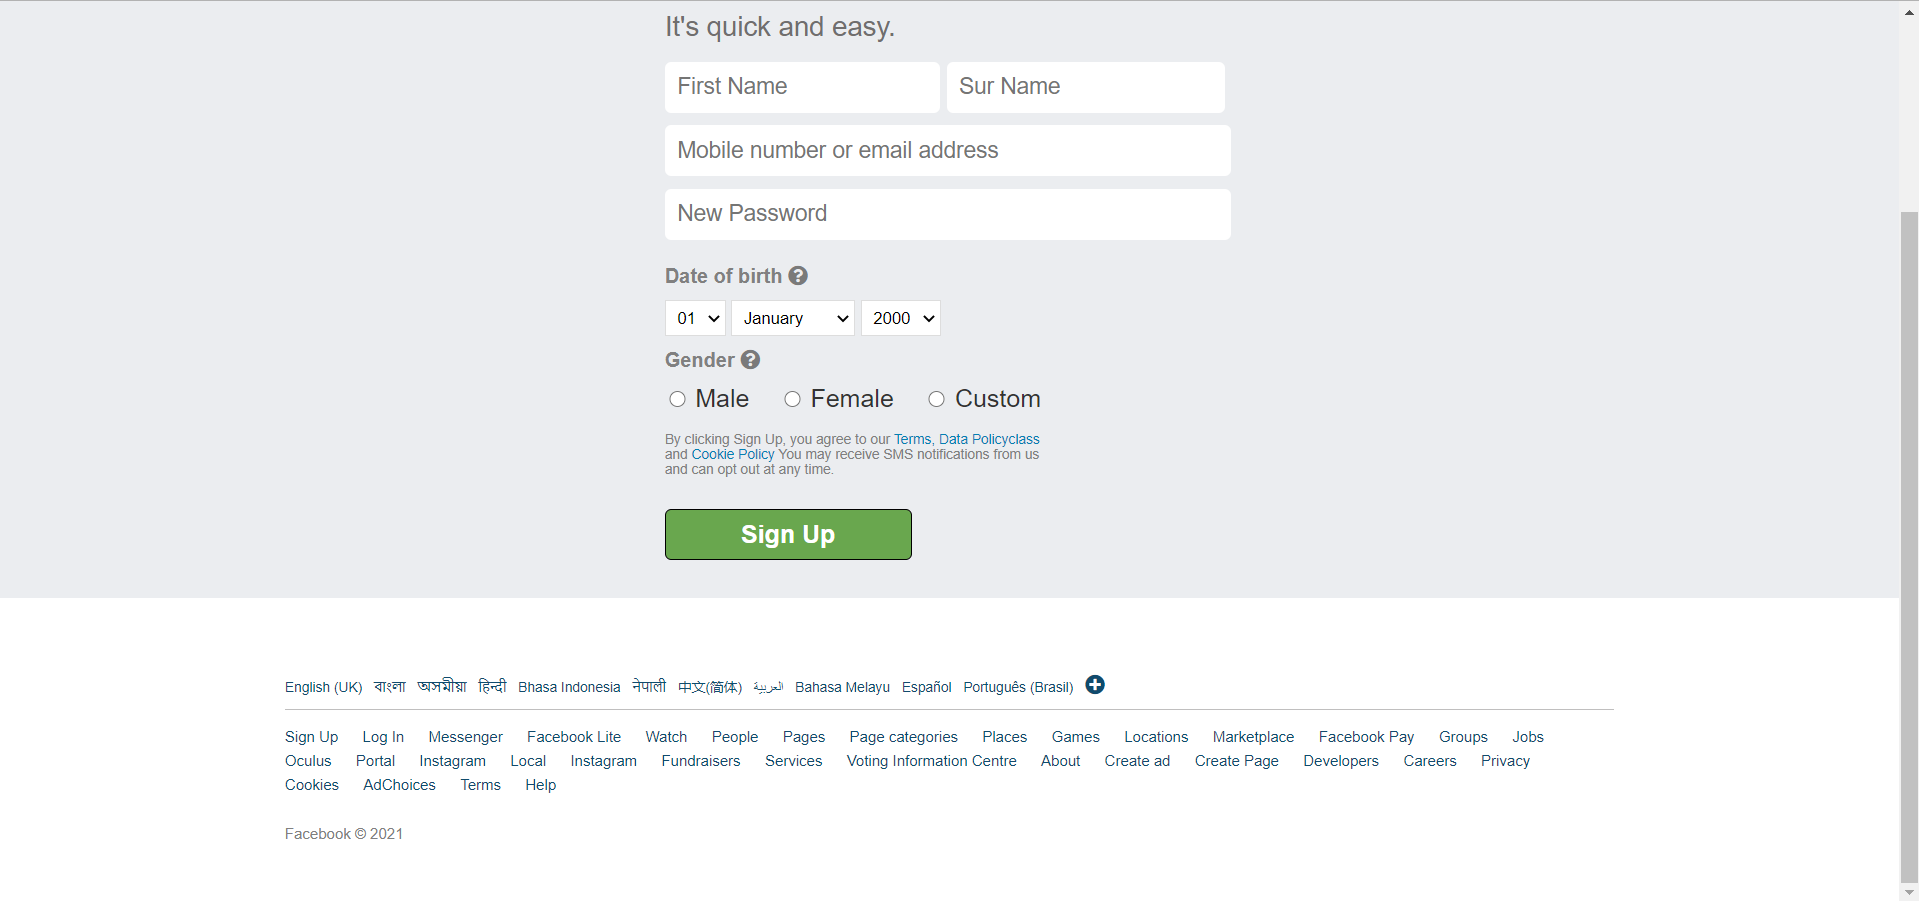 It's quick and easy.
First Name Sur Name
Mobile number or email address
New Password
Date of birth
01 January 2000
Gender
Male Female Custom
By clicking Sign Up, you agree to our Terms, Data Policyclass
and Cookie Policy You may receive SMS notifications from us
and can opt out at any time.
Sign Up
English (UK) বাংলা অসমীয়া हिन्दी Bhasa Indonesia नेपाली 中文(简体) العربية Bahasa Melayu Español Português (Brasil)
Sign Up Log In Messenger Facebook Lite Watch People Pages Page categories Places Games Locations Marketplace Facebook Pay Groups Jobs
Oculus Portal Instagram Local Instagram Fundraisers Services Voting Information Centre About Create ad Create Page Developers Careers Privacy
Cookies AdChoices Terms Help
Facebook © 2021